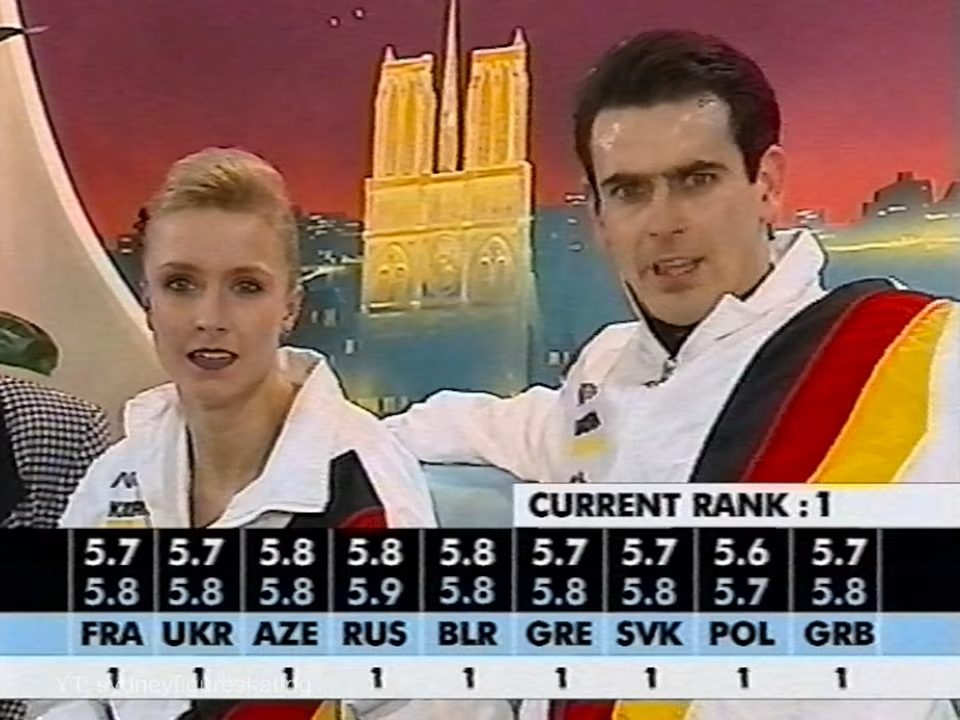 CURRENT RANK : 1
5.7 5.7 5.8 5.8 5.8 5.7 5.7 5.6 5.7
5.8 5.8 5.8 5.9 5.8 5.8 5.8 5.7 5.8
FRA UKR AZE RUS BLR GRE SVK POL GRB
1 1 1 1 1 1 1 1 1
YT: sydneyfigureskating